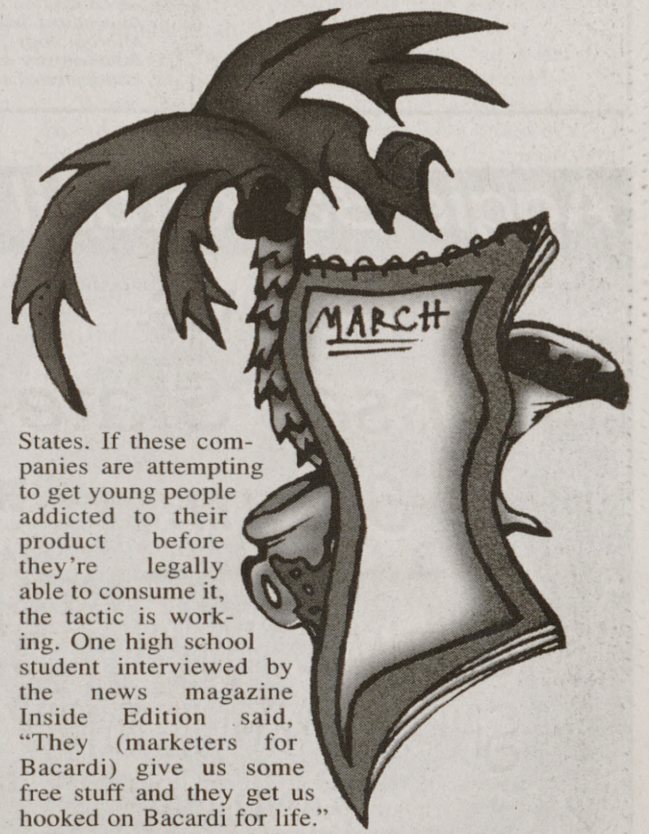 MARCH
States. If these com-
panies are attempting
to get young people
addicted to their
product before
they're legally
able to consume it,
the tactic is work-
ing. One high school
student interviewed by
the news magazine
Inside Edition said,
“They (marketers for
Bacardi) give us some
free stuff and they get us
hooked on Bacardi for life.”